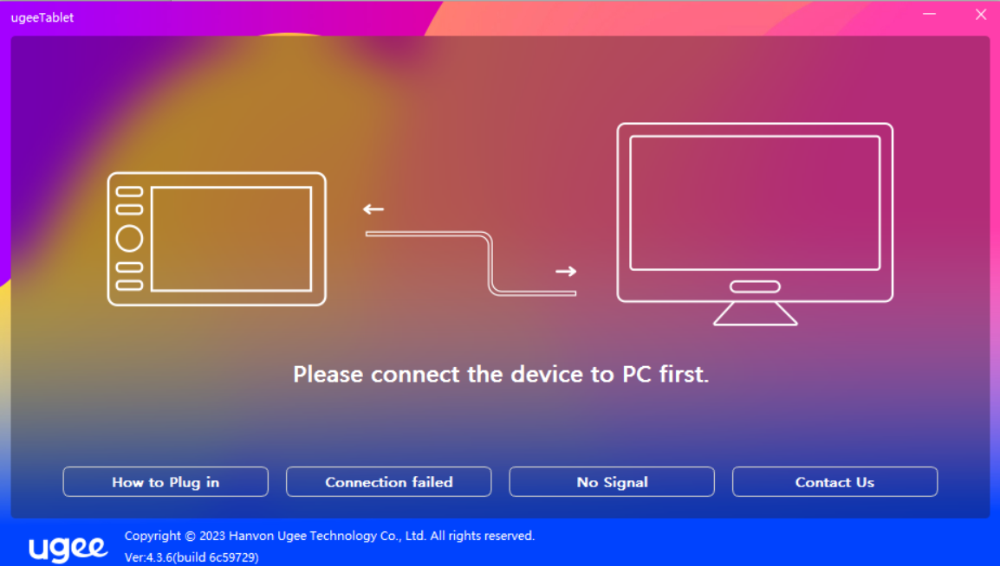 ugeeTablet
Please connect the device to PC first.
How to Plug in
Connection failed
No Signal
Contact Us
ugee
Copyright © 2023 Hanvon Ugee Technology Co., Ltd. All rights reserved.
Ver:4.3.6(build 6c59729)